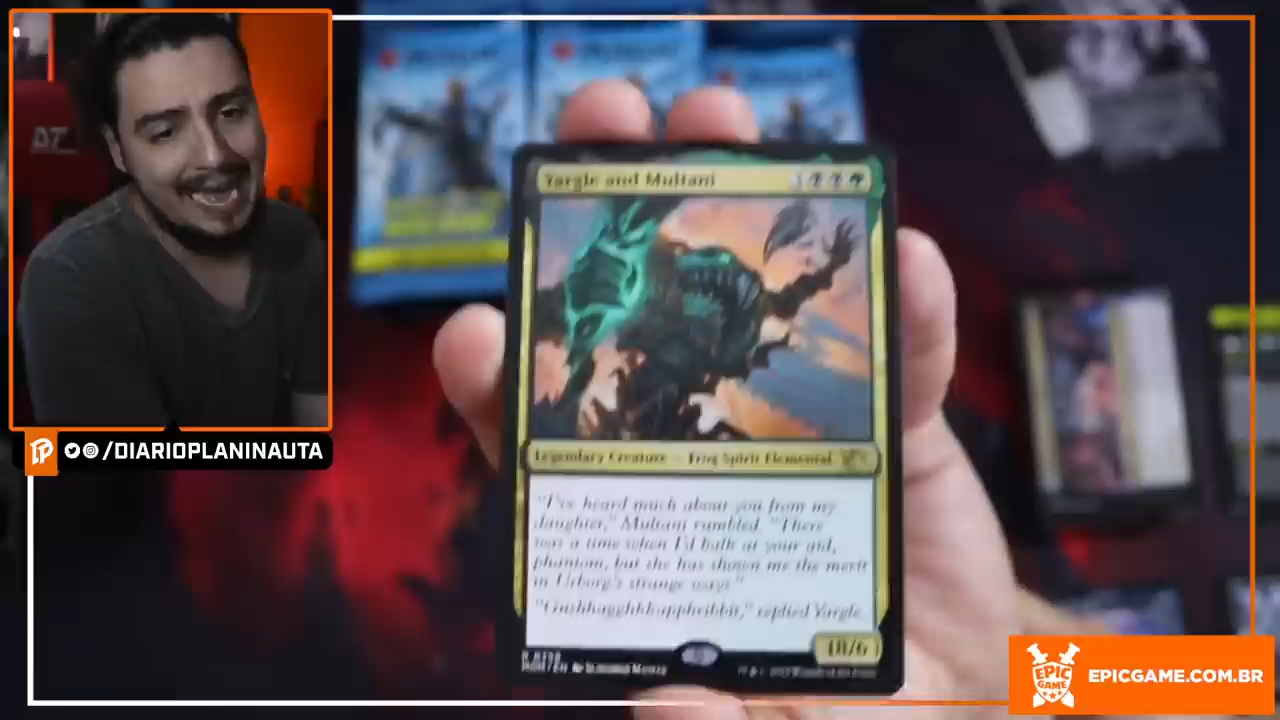 Yargle and Multani
Legendary Creature — Frog Spirit Elemental
"I've heard much about you from my
daughter," Multani rumbled. "There
was a time when I'd balk at your aid,
phantom, but she has shown me the merit
in Urborg's strange ways."
replied Yargle.
18/6
/DIARIOPLANINAUTA
EPIC
GAME
EPICGAME.COM.BR